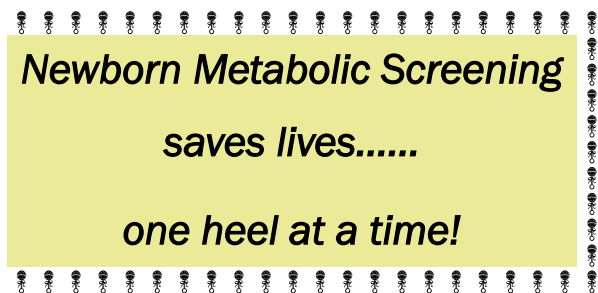 Newborn Metabolic Screening
saves lives......
one heel at a time!